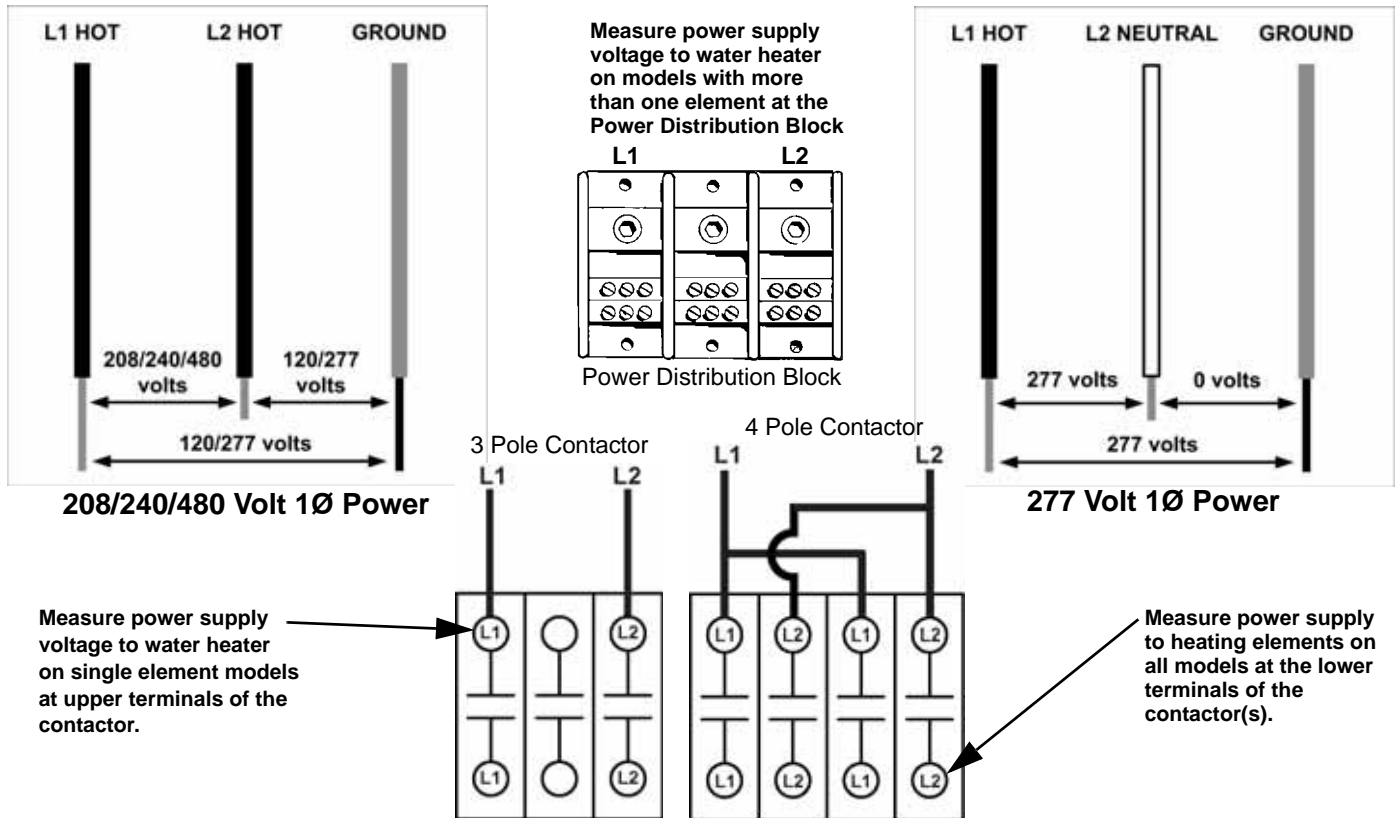 L1 HOT
L2 HOT
GROUND
208/240/480
volts
120/277
volts
120/277 volts
208/240/480 Volt 1Ø Power
Measure power supply
voltage to water heater
on models with more
than one element at the
Power Distribution Block
L1
L2
Power Distribution Block
L1 HOT
L2 NEUTRAL
GROUND
277 volts
0 volts
277 volts
277 Volt 1Ø Power
3 Pole Contactor
L1
L2
L1
L2
L1
L2
4 Pole Contactor
L1
L2
L1
L2
L1
L2
L1
L2
L1
L2
Measure power supply
voltage to water heater
on single element models
at upper terminals of the
contactor.
Measure power supply
to heating elements on
all models at the lower
terminals of the
contactor(s).